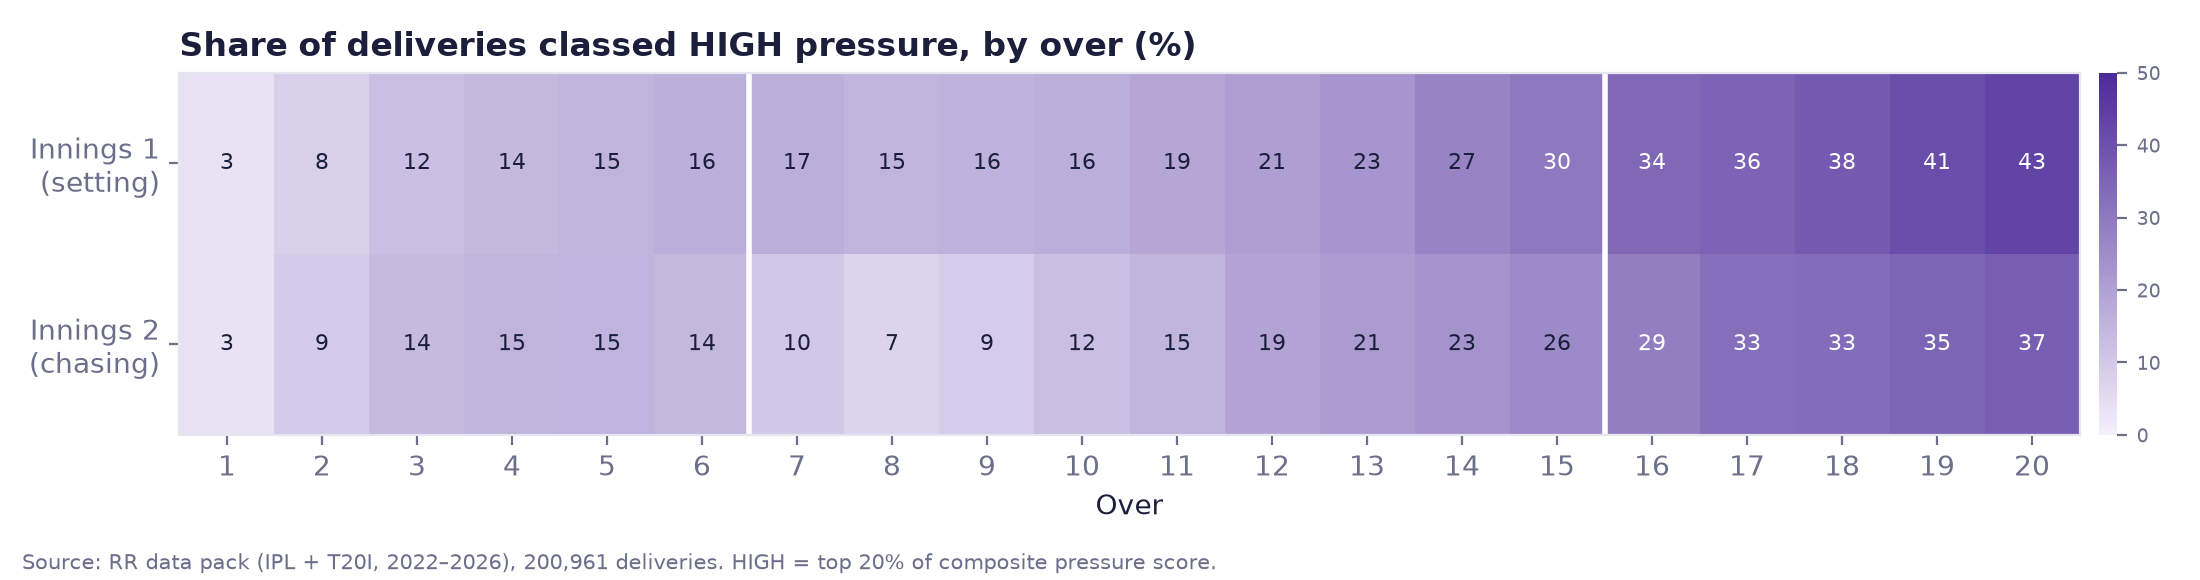 Share of deliveries classed HIGH pressure, by over (%)
Innings 1
(setting)
3 8 12 14 15 16 17 15 16 16 19 21 23 27 30 34 36 38 41 43
Innings 2
(chasing)
3 9 14 15 15 14 10 7 9 12 15 19 21 23 26 29 33 33 35 37
1 2 3 4 5 6 7 8 9 10 11 12 13 14 15 16 17 18 19 20
Over
50
40
30
20
10
0
Source: RR data pack (IPL + T20I, 2022–2026), 200,961 deliveries. HIGH = top 20% of composite pressure score.